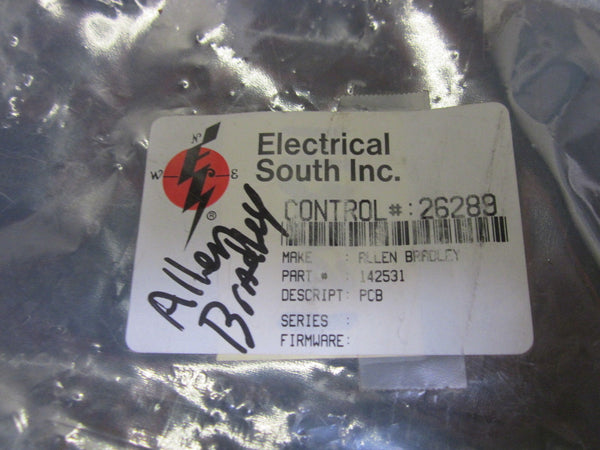 N
W S E
®
Electrical
South Inc.
CONTROL# : 26289
MAKE : ALLEN BRADLEY
PART # : 142531
DESCRIPT: PCB
SERIES :
FIRMWARE:
Allen
Bradley